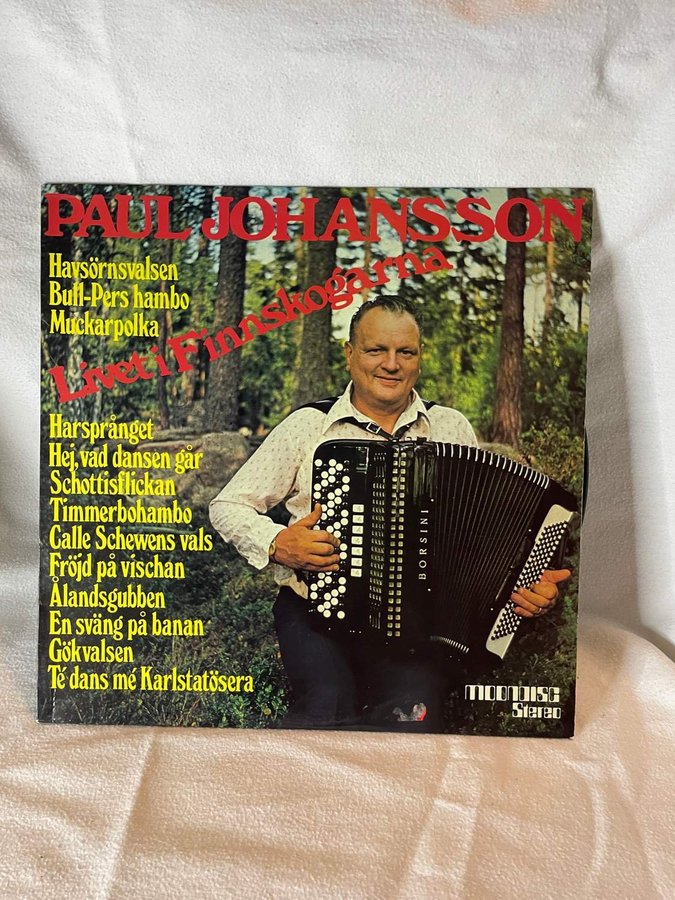 PAUL JOHANSSON
Havsörnsvalsen
Bull-Pers hambo
Muckarpolka
Livet i Finnskogarna
Harsprånget
Hej, vad dansen går
Schottisflickan
Timmerbohambo
Calle Schewens vals
Fröjd på vischan
Ålandsgubben
En sväng på banan
Gökvalsen
Té dans mé Karlstatösera
BORSINI
MOONDISC
Stereo